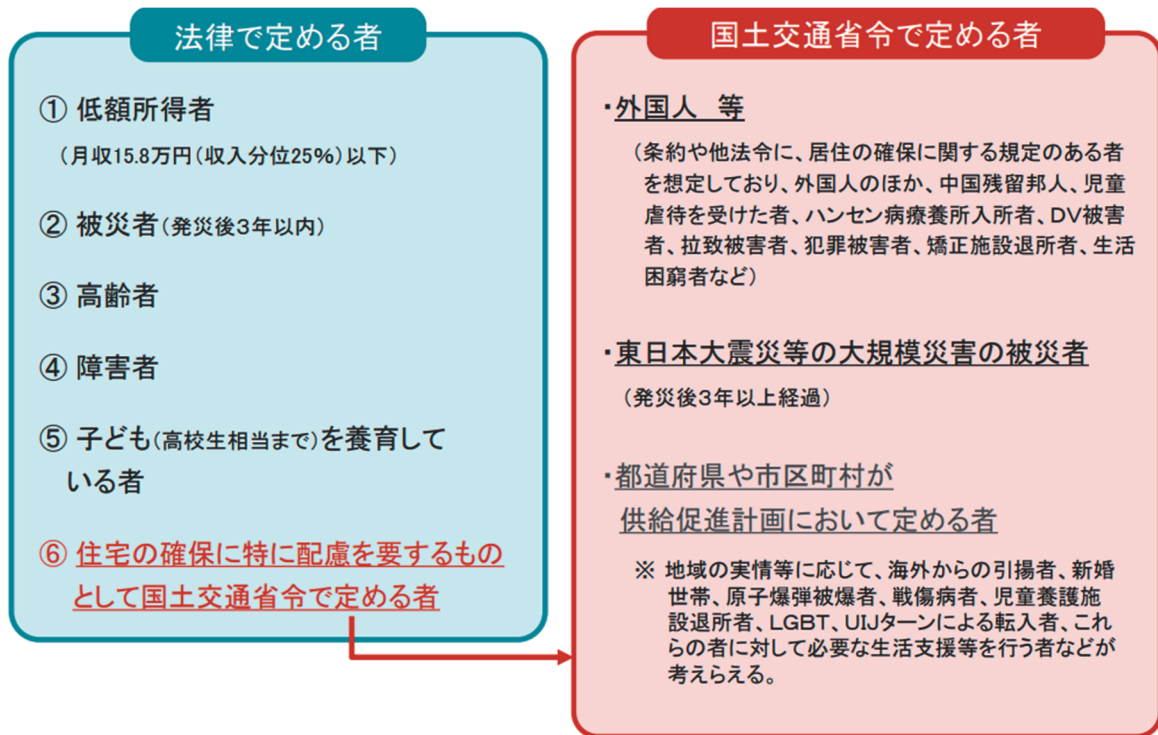 法律で定める者
① 低額所得者
（月収15.8万円（収入分位25%）以下）
② 被災者（発災後3年以内）
③ 高齢者
④ 障害者
⑤ 子ども（高校生相当まで）を養育して
いる者
⑥ 住宅の確保に特に配慮を要するもの
として国土交通省令で定める者
国土交通省令で定める者
・外国人　等
（条約や他法令に、居住の確保に関する規定のある者
を想定しており、外国人のほか、中国残留邦人、児童
虐待を受けた者、ハンセン病療養所入所者、DV被害
者、拉致被害者、犯罪被害者、矯正施設退所者、生活
困窮者など）
・東日本大震災等の大規模災害の被災者
（発災後3年以上経過）
・都道府県や市区町村が
供給促進計画において定める者
※ 地域の実情等に応じて、海外からの引揚者、新婚
世帯、原子爆弾被爆者、戦傷病者、児童養護施
設退所者、LGBT、UIJターンによる転入者、これ
らの者に対して必要な生活支援等を行う者などが
考えらえる。